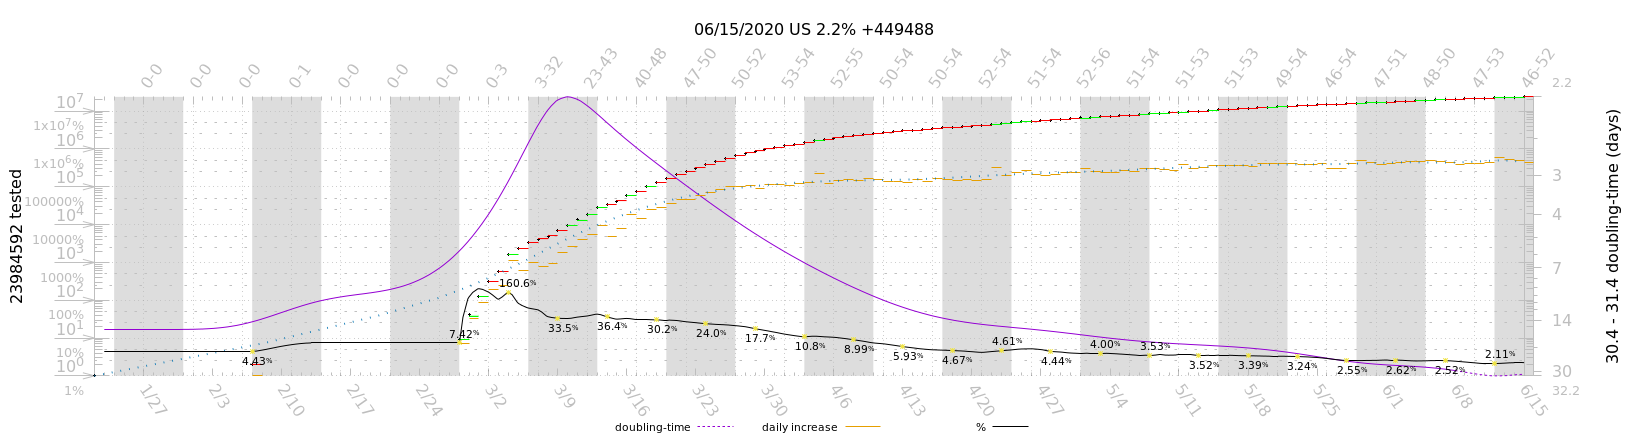 06/15/2020 US 2.2% +449488
0-0 0-0 0-0 0-1 0-0 0-0 0-0 0-3 3-32 23-43 40-48 47-50 50-52 53-54 52-55 50-54 50-54 52-54 51-54 52-56 51-54 51-53 51-53 49-54 46-54 47-51 48-50 47-53 46-52
23984592 tested
10⁷
1x10⁷%
10⁶
1x10⁶%
10⁵
100000%
10⁴
10000%
10³
1000%
10²
100%
10¹
10%
10⁰
1%
4.43% 7.42% 160.6% 33.5% 36.4% 30.2% 24.0% 17.7% 10.8% 8.99% 5.93% 4.67% 4.61% 4.44% 4.00% 3.53% 3.52% 3.39% 3.24% 2.55% 2.62% 2.52% 2.11%
2.2
3
4
7
14
30
32.2
30.4 - 31.4 doubling-time (days)
1/27 2/3 2/10 2/17 2/24 3/2 3/9 3/16 3/23 3/30 4/6 4/13 4/20 4/27 5/4 5/11 5/18 5/25 6/1 6/8 6/15
doubling-time daily increase %